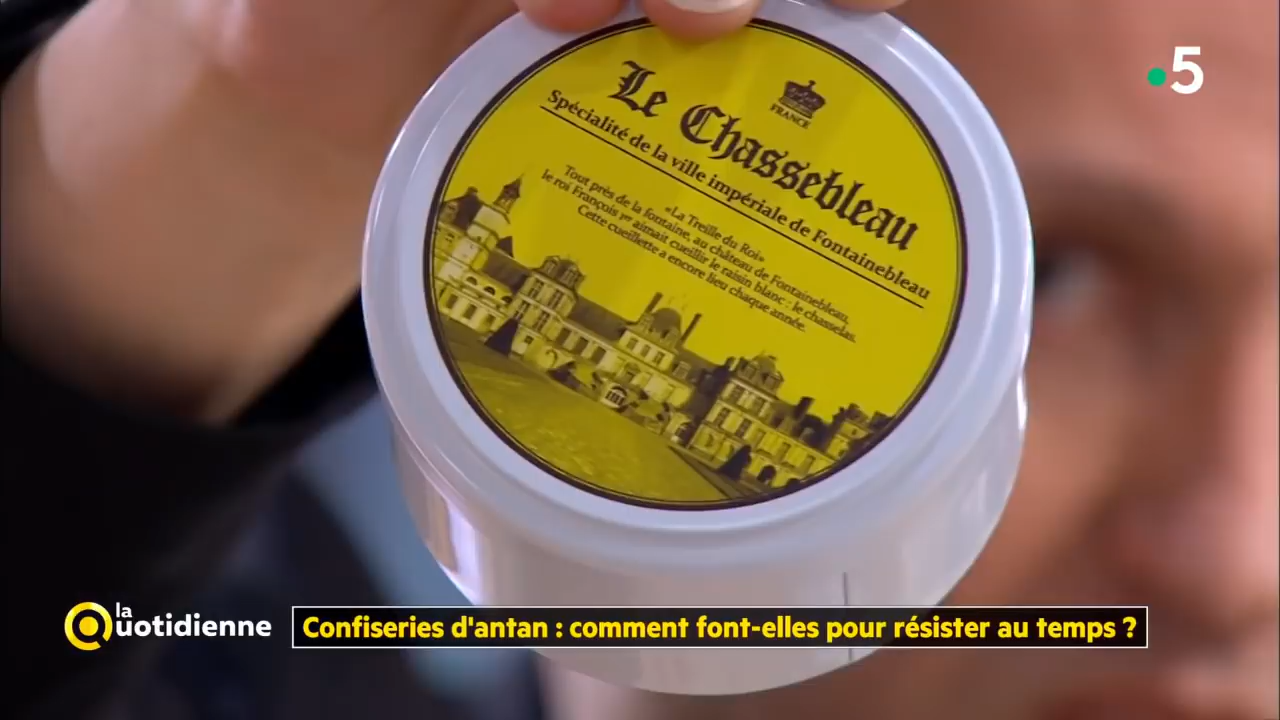 5
FRANCE
Le Chassebleau
Spécialité de la ville impériale de Fontainebleau
«La Treille du Roi»
Tout près de la fontaine, au château de Fontainebleau,
le roi François Iᵉʳ aimait cueillir le raisin blanc : le chasselas.
Cette cueillette a encore lieu chaque année.
la
Quotidienne
Confiseries d'antan : comment font-elles pour résister au temps ?